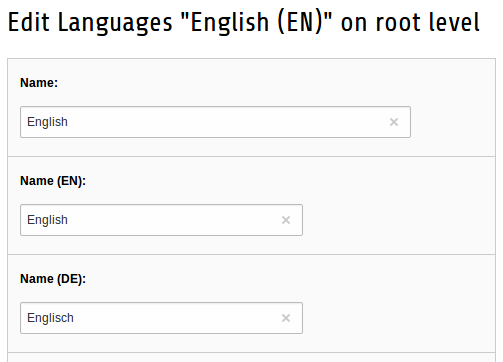 Edit Languages "English (EN)" on root level
Name:
English
Name (EN):
English
Name (DE):
Englisch